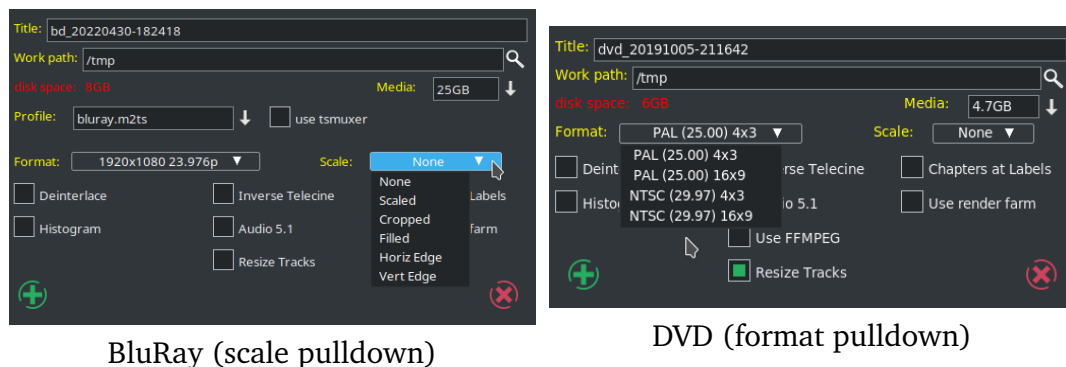 Title: bd_20220430-182418
Work path: /tmp
disk space: 8GB Media: 25GB
Profile: bluray.m2ts use tsmuxer
Format: 1920x1080 23.976p Scale: None
None
Deinterlace Inverse Telecine Labels
Scaled
Cropped
Histogram Audio 5.1 farm
Filled
Horiz Edge
Resize Tracks
Vert Edge
BluRay (scale pulldown)
Title: dvd_20191005-211642
Work path: /tmp
disk space: 6GB Media: 4.7GB
Format: PAL (25.00) 4x3 Scale: None
PAL (25.00) 4x3
Deint rse Telecine Chapters at Labels
PAL (25.00) 16x9
NTSC (29.97) 4x3
Histo io 5.1 Use render farm
NTSC (29.97) 16x9
Use FFMPEG
Resize Tracks
DVD (format pulldown)